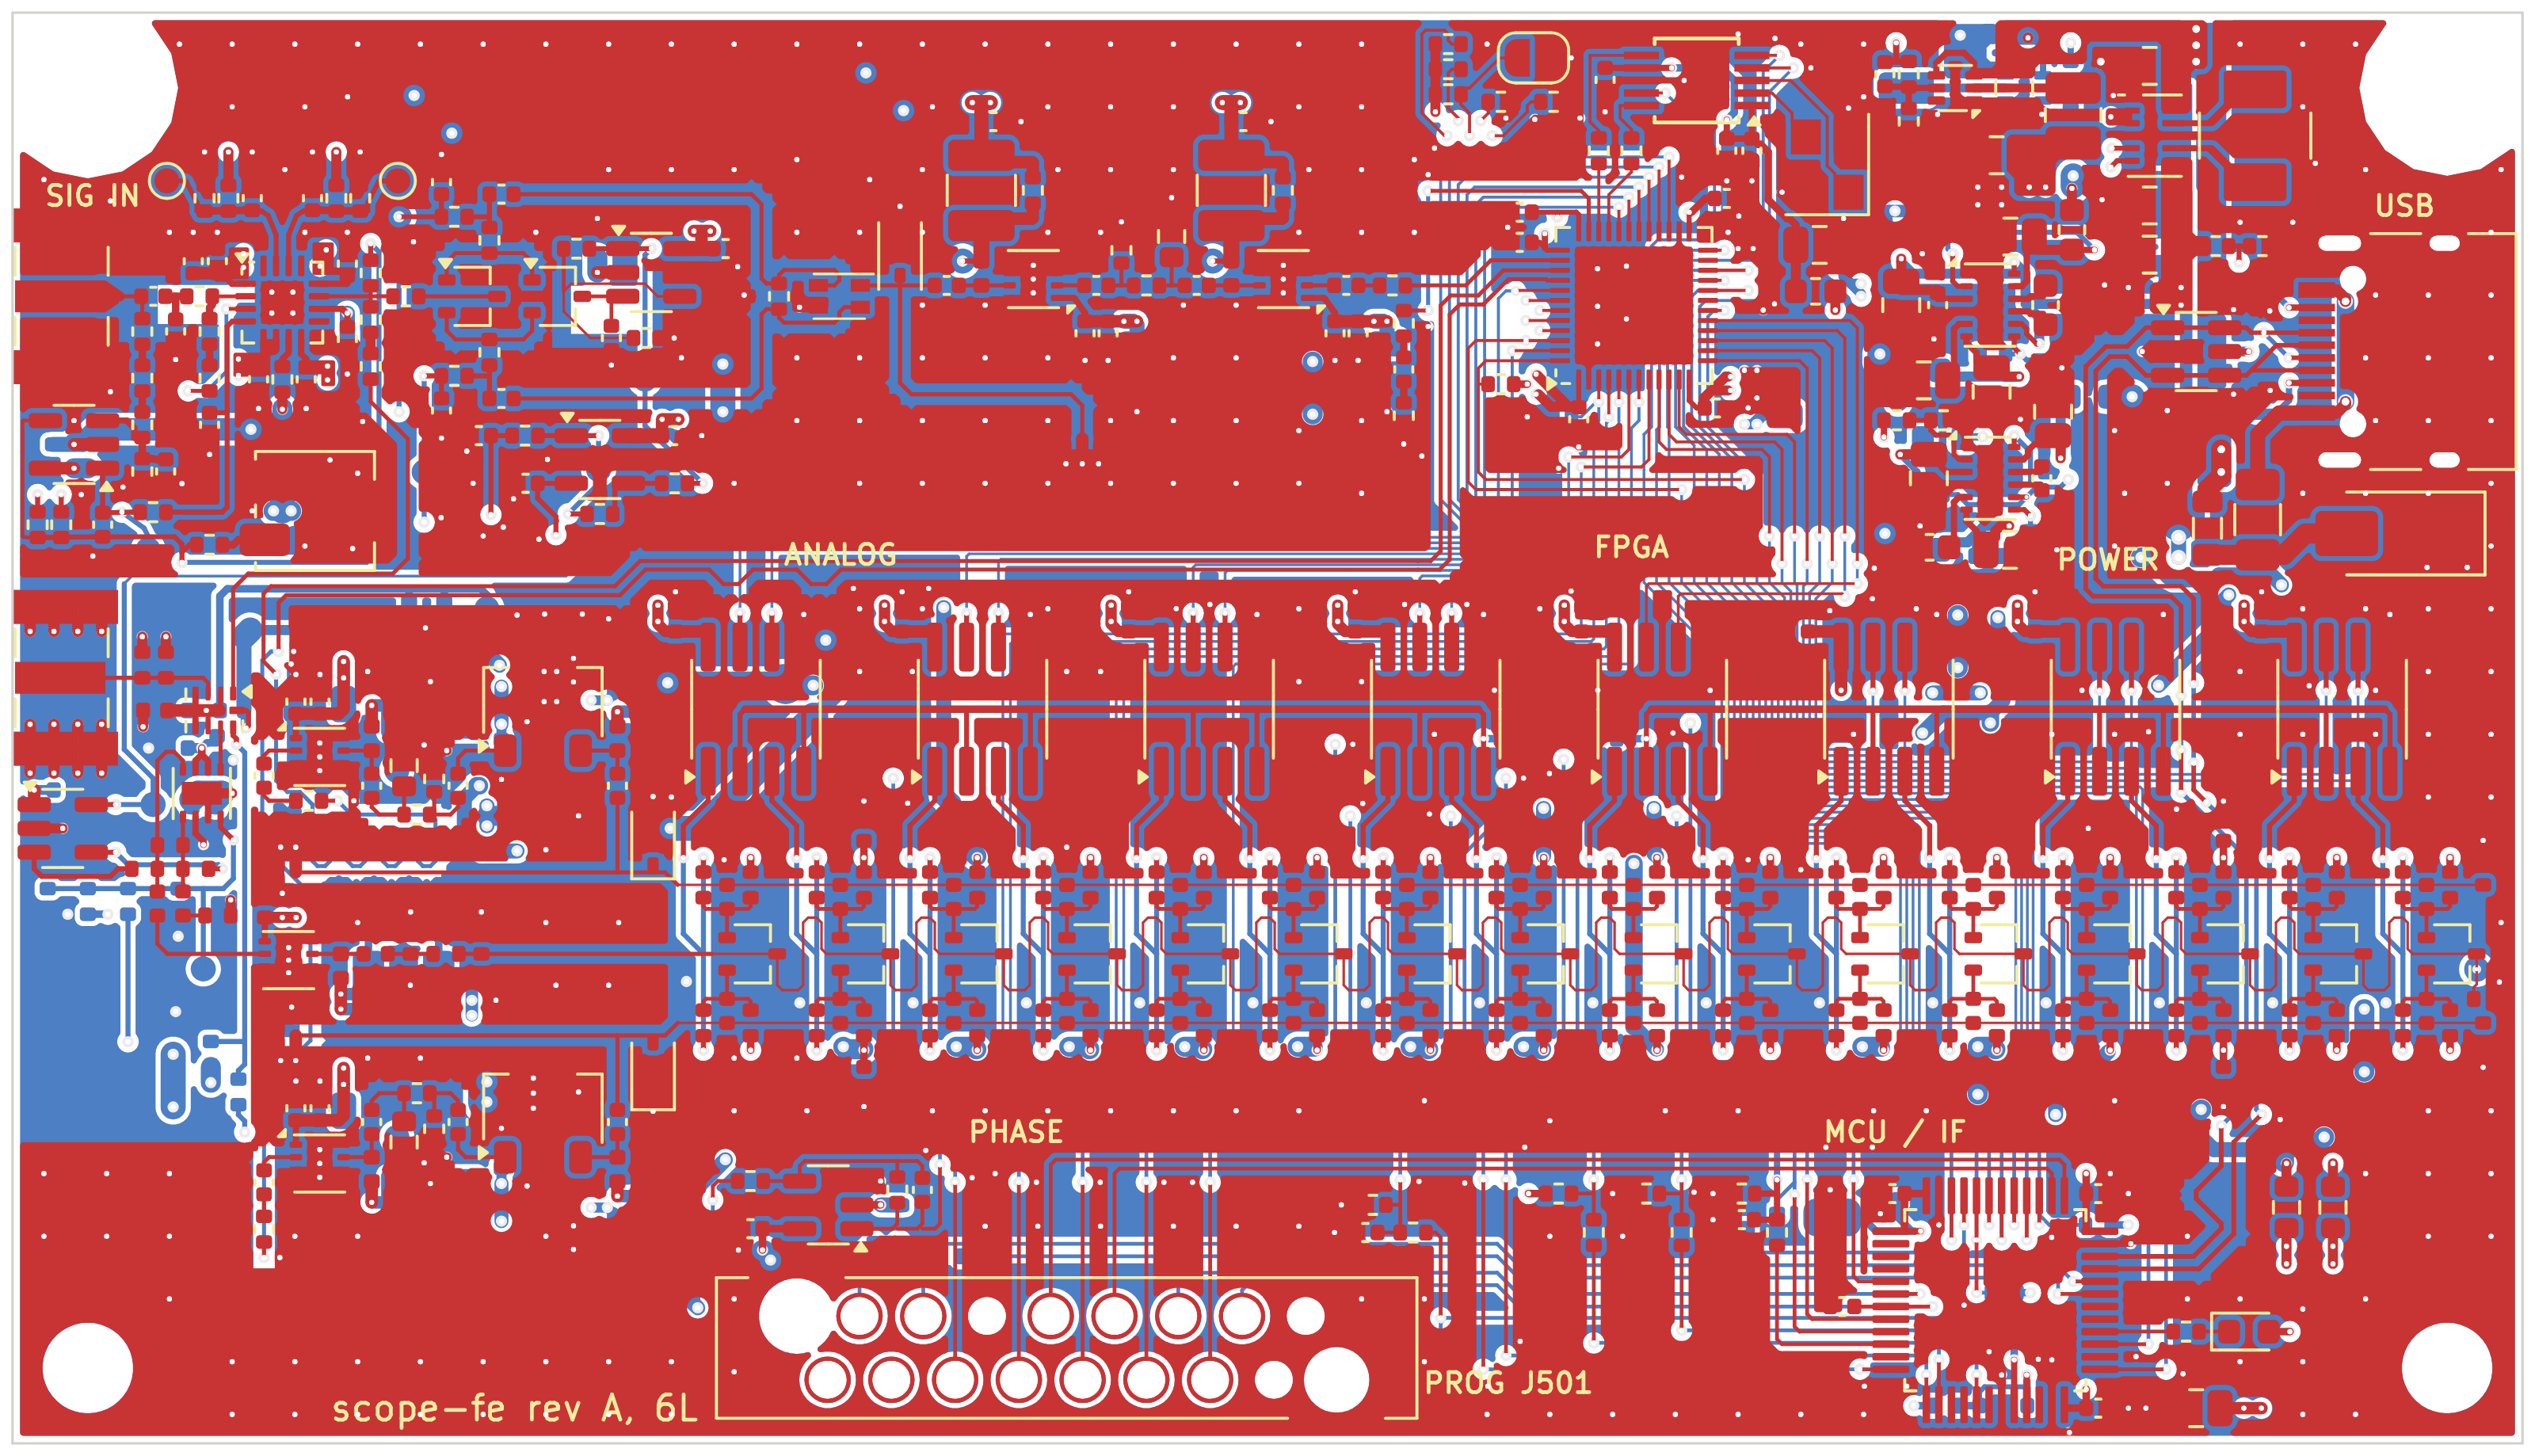 SIG IN
USB
ANALOG
FPGA
POWER
PHASE
MCU / IF
PROG J501
scope-fe rev A, 6L